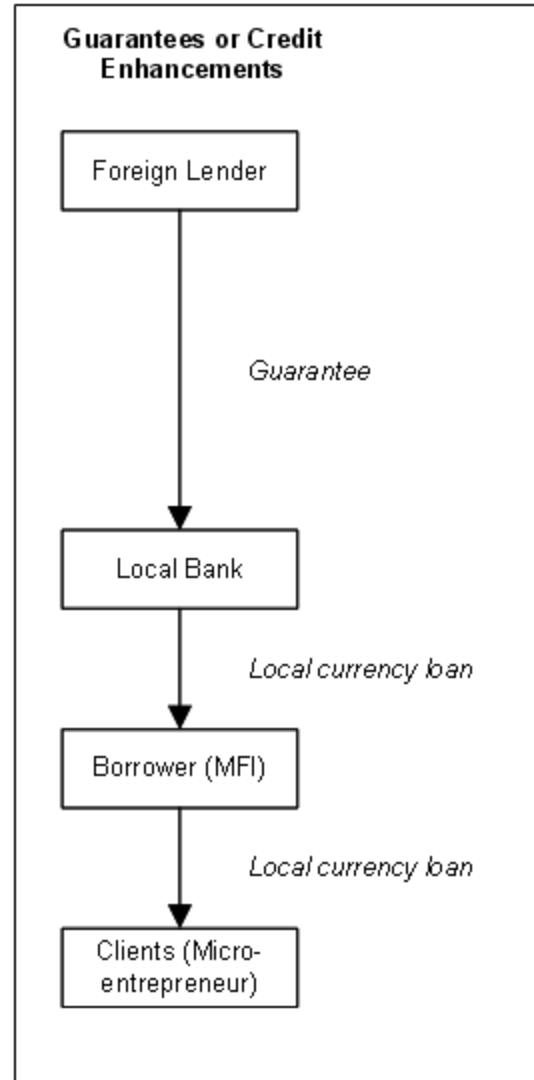 Guarantees or Credit
Enhancements
Foreign Lender
Guarantee
Local Bank
Local currency loan
Borrower (MFI)
Local currency loan
Clients (Micro-
entrepreneur)